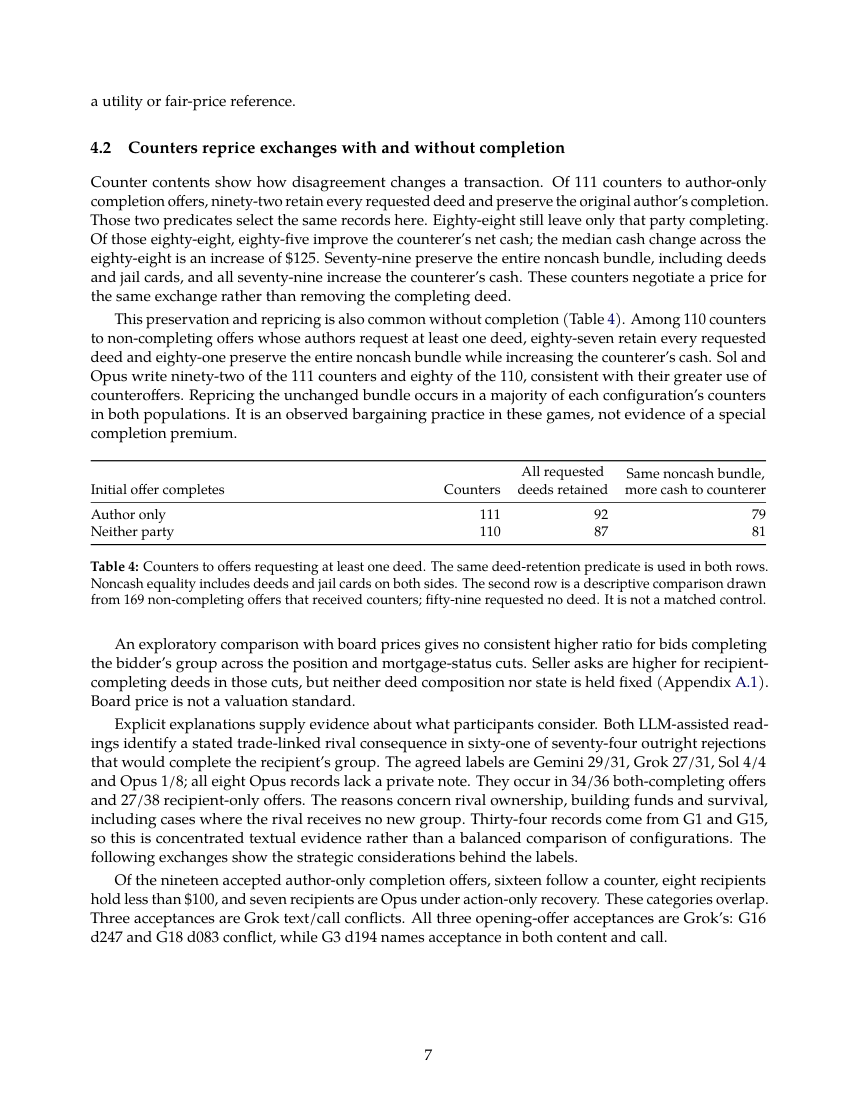 a utility or fair-price reference.
4.2 Counters reprice exchanges with and without completion
Counter contents show how disagreement changes a transaction. Of 111 counters to author-only
completion offers, ninety-two retain every requested deed and preserve the original author's completion.
Those two predicates select the same records here. Eighty-eight still leave only that party completing.
Of those eighty-eight, eighty-five improve the counterer's net cash; the median cash change across the
eighty-eight is an increase of $125. Seventy-nine preserve the entire noncash bundle, including deeds
and jail cards, and all seventy-nine increase the counterer's cash. These counters negotiate a price for
the same exchange rather than removing the completing deed.
This preservation and repricing is also common without completion (Table 4). Among 110 counters
to non-completing offers whose authors request at least one deed, eighty-seven retain every requested
deed and eighty-one preserve the entire noncash bundle while increasing the counterer's cash. Sol and
Opus write ninety-two of the 111 counters and eighty of the 110, consistent with their greater use of
counteroffers. Repricing the unchanged bundle occurs in a majority of each configuration's counters
in both populations. It is an observed bargaining practice in these games, not evidence of a special
completion premium.
Initial offer completes Counters All requested deeds retained Same noncash bundle, more cash to counterer
Author only 111 92 79
Neither party 110 87 81
Table 4: Counters to offers requesting at least one deed. The same deed-retention predicate is used in both rows.
Noncash equality includes deeds and jail cards on both sides. The second row is a descriptive comparison drawn
from 169 non-completing offers that received counters; fifty-nine requested no deed. It is not a matched control.
An exploratory comparison with board prices gives no consistent higher ratio for bids completing
the bidder's group across the position and mortgage-status cuts. Seller asks are higher for recipient-
completing deeds in those cuts, but neither deed composition nor state is held fixed (Appendix A.1).
Board price is not a valuation standard.
Explicit explanations supply evidence about what participants consider. Both LLM-assisted read-
ings identify a stated trade-linked rival consequence in sixty-one of seventy-four outright rejections
that would complete the recipient's group. The agreed labels are Gemini 29/31, Grok 27/31, Sol 4/4
and Opus 1/8; all eight Opus records lack a private note. They occur in 34/36 both-completing offers
and 27/38 recipient-only offers. The reasons concern rival ownership, building funds and survival,
including cases where the rival receives no new group. Thirty-four records come from G1 and G15,
so this is concentrated textual evidence rather than a balanced comparison of configurations. The
following exchanges show the strategic considerations behind the labels.
Of the nineteen accepted author-only completion offers, sixteen follow a counter, eight recipients
hold less than $100, and seven recipients are Opus under action-only recovery. These categories overlap.
Three acceptances are Grok text/call conflicts. All three opening-offer acceptances are Grok's: G16
d247 and G18 d083 conflict, while G3 d194 names acceptance in both content and call.
7